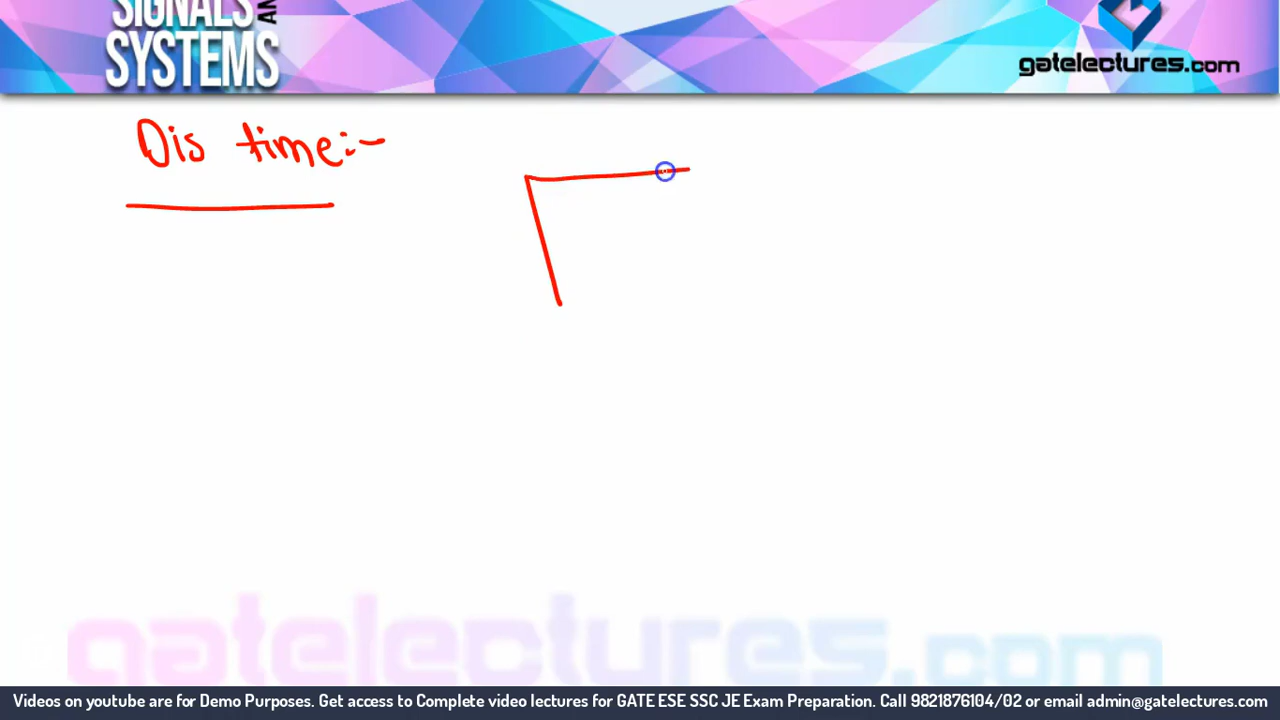 SIGNALS AND
SYSTEMS
gatelectures.com
Dis time:-
gatelectures.com
Videos on youtube are for Demo Purposes. Get access to Complete video lectures for GATE ESE SSC JE Exam Preparation. Call 9821876104/02 or email admin@gatelectures.com